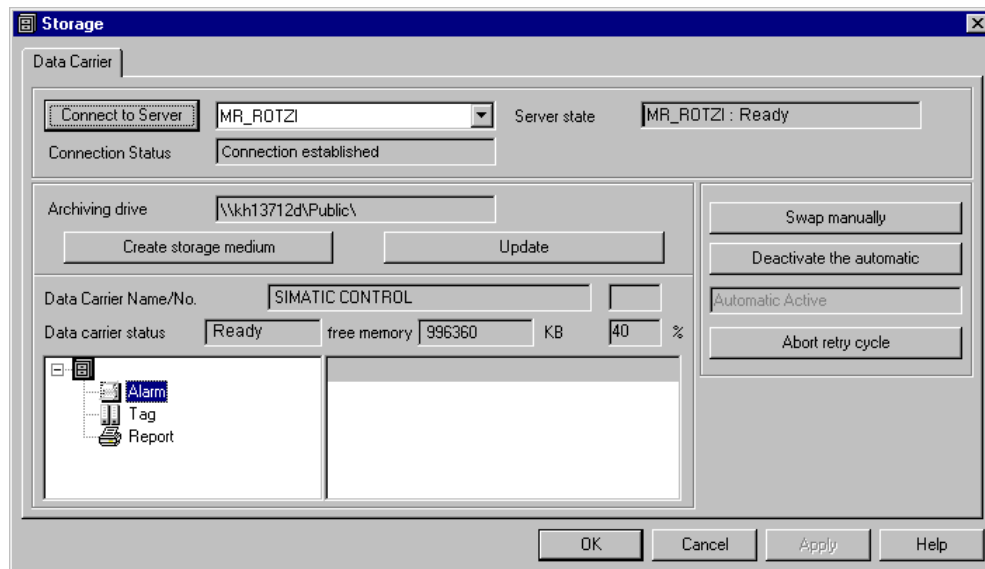 Storage
Data Carrier
Connect to Server MR_ROTZI Server state MR_ROTZI : Ready
Connection Status Connection established
Archiving drive \\kh13712d\Public\
Swap manually
Create storage medium Update
Deactivate the automatic
Data Carrier Name/No. SIMATIC CONTROL
Automatic Active
Data carrier status Ready free memory 996360 KB 40 %
Abort retry cycle
Alarm
Tag
Report
OK Cancel Apply Help